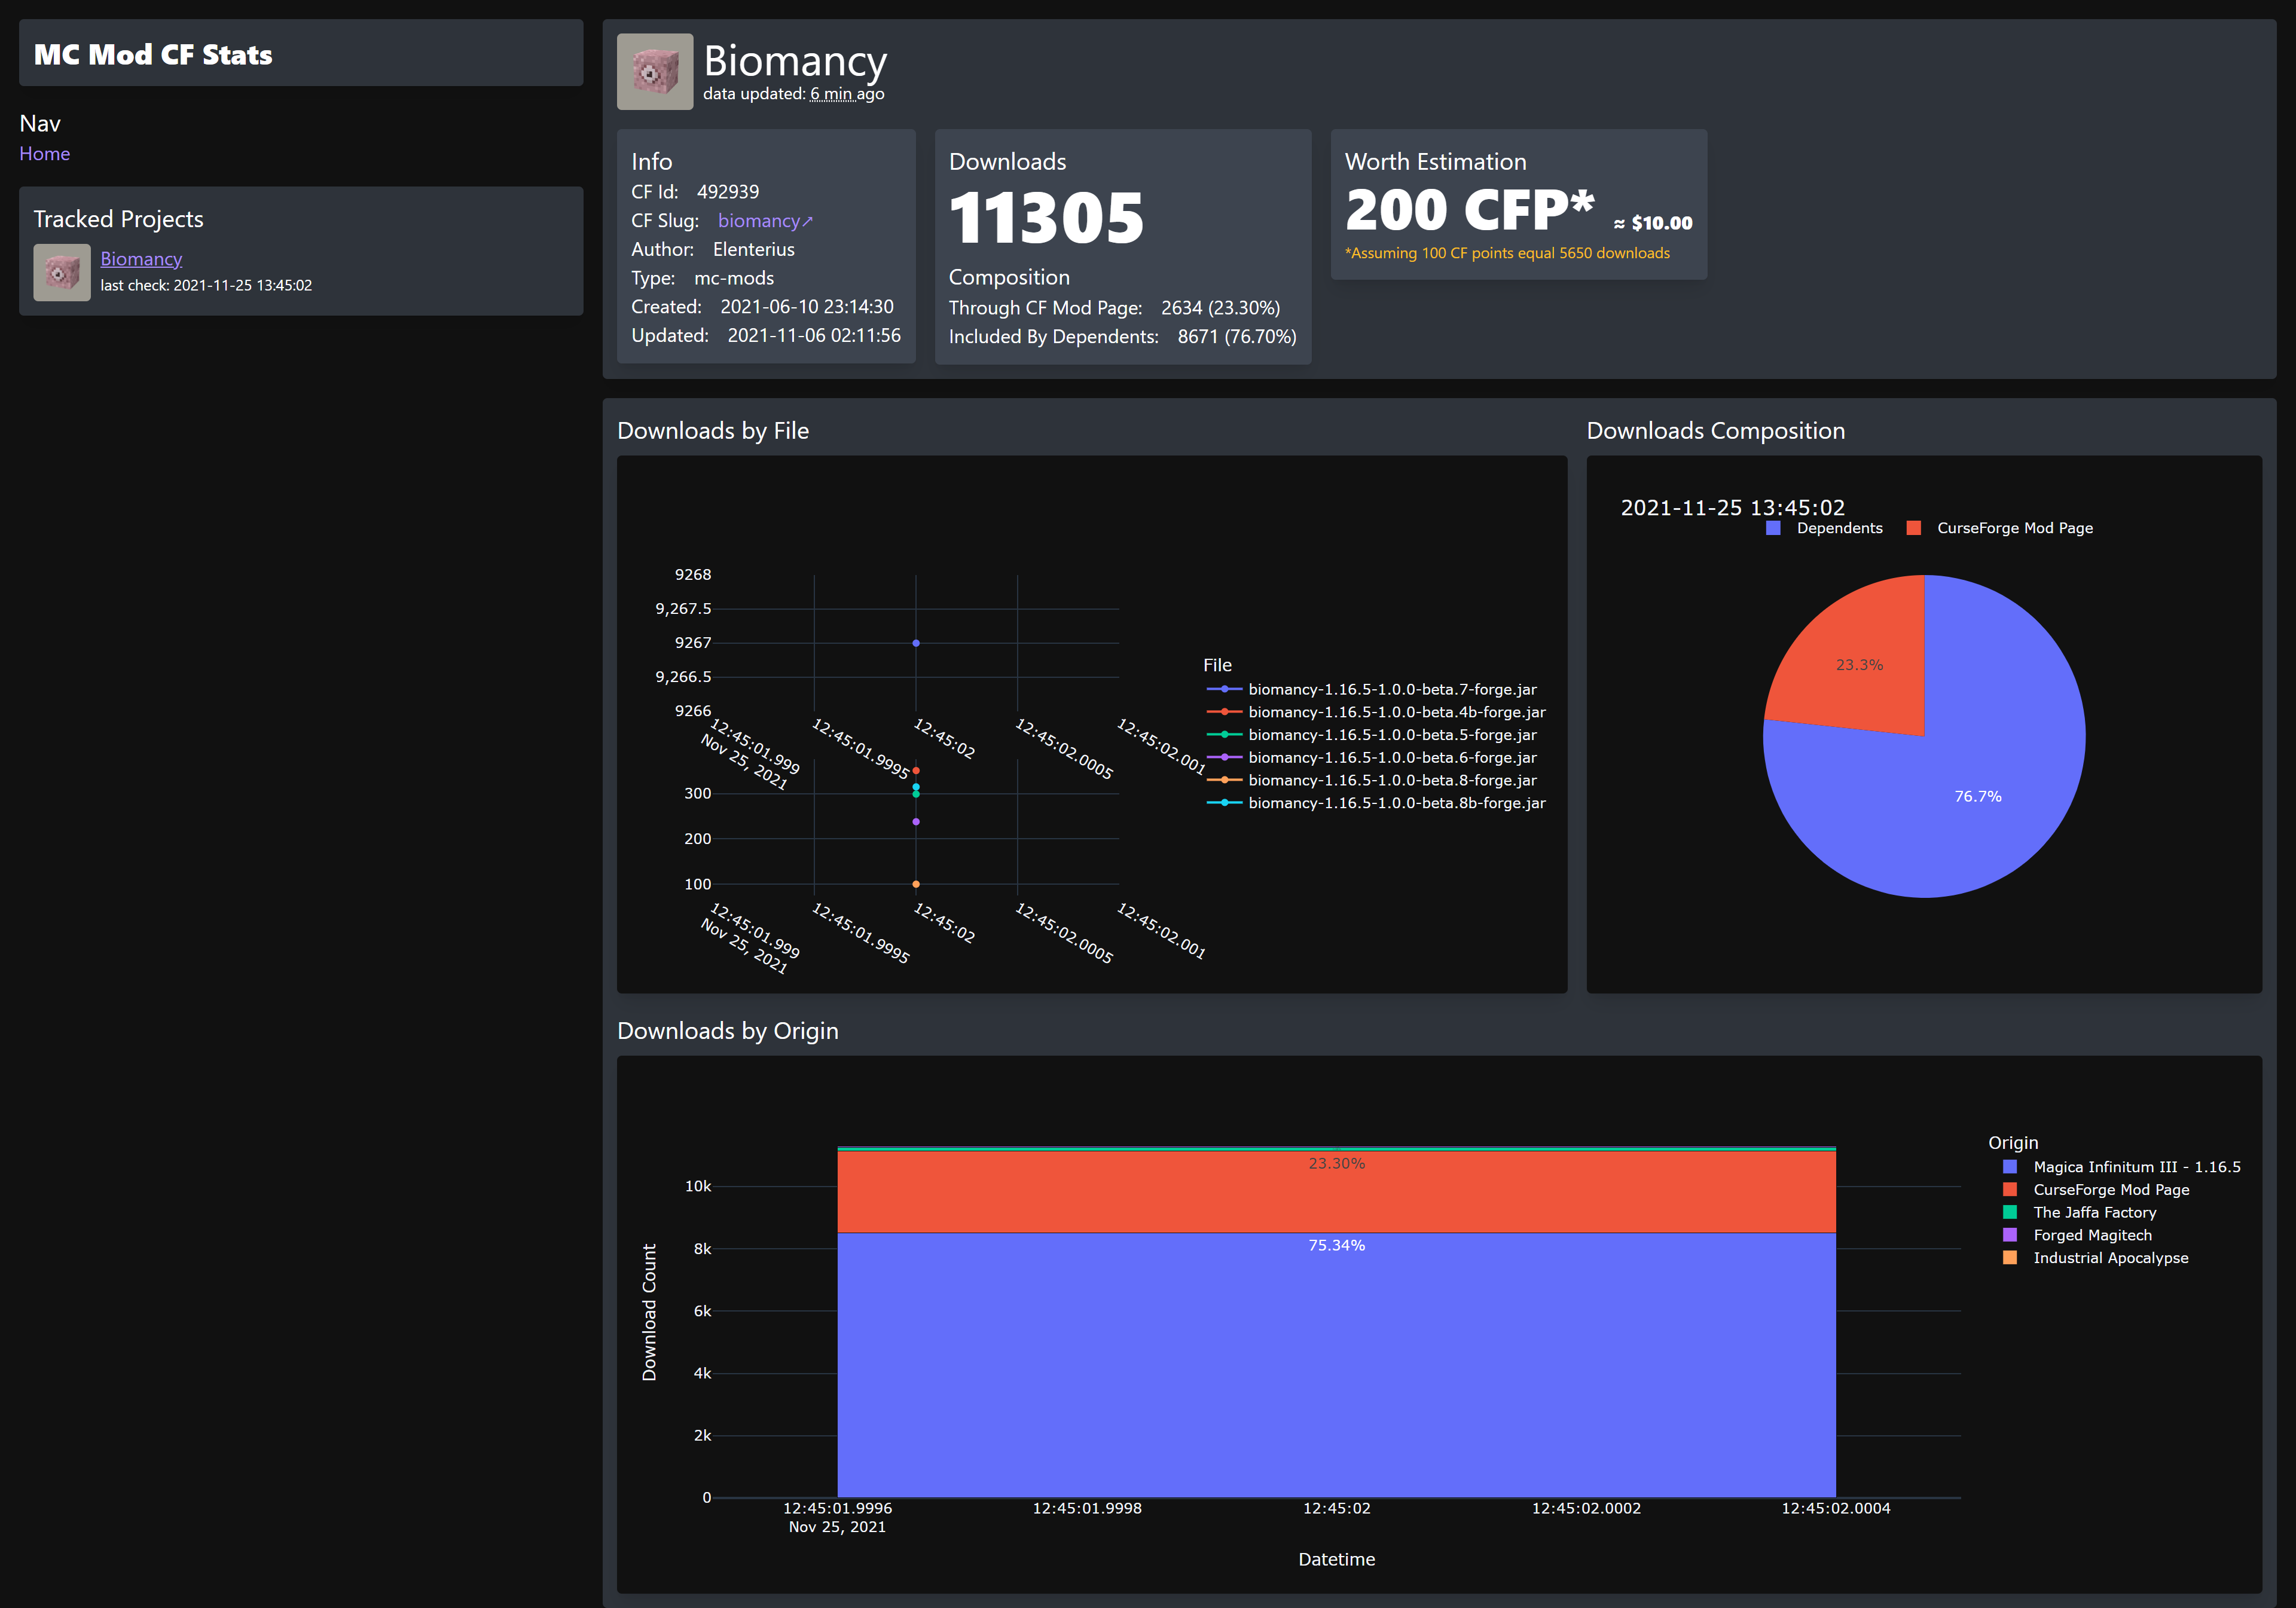 MC Mod CF Stats
Nav
Home
Tracked Projects
Biomancy
last check: 2021-11-25 13:45:02
Biomancy
data updated: 6 min ago
Info
CF Id: 492939
CF Slug: biomancy↗
Author: Elenterius
Type: mc-mods
Created: 2021-06-10 23:14:30
Updated: 2021-11-06 02:11:56
Downloads
11305
Composition
Through CF Mod Page: 2634 (23.30%)
Included By Dependents: 8671 (76.70%)
Worth Estimation
200 CFP* ≈ $10.00
*Assuming 100 CF points equal 5650 downloads
Downloads by File
9268
9,267.5
9267
9,266.5
9266
12:45:01.999
Nov 25, 2021
12:45:01.9995
12:45:02
12:45:02.0005
12:45:02.001
300
200
100
12:45:01.999
Nov 25, 2021
12:45:01.9995
12:45:02
12:45:02.0005
12:45:02.001
File
biomancy-1.16.5-1.0.0-beta.7-forge.jar
biomancy-1.16.5-1.0.0-beta.4b-forge.jar
biomancy-1.16.5-1.0.0-beta.5-forge.jar
biomancy-1.16.5-1.0.0-beta.6-forge.jar
biomancy-1.16.5-1.0.0-beta.8-forge.jar
biomancy-1.16.5-1.0.0-beta.8b-forge.jar
Downloads Composition
2021-11-25 13:45:02
Dependents CurseForge Mod Page
23.3%
76.7%
Downloads by Origin
Download Count
10k
8k
6k
4k
2k
0
23.30%
75.34%
12:45:01.9996
Nov 25, 2021
12:45:01.9998
12:45:02
12:45:02.0002
12:45:02.0004
Datetime
Origin
Magica Infinitum III - 1.16.5
CurseForge Mod Page
The Jaffa Factory
Forged Magitech
Industrial Apocalypse